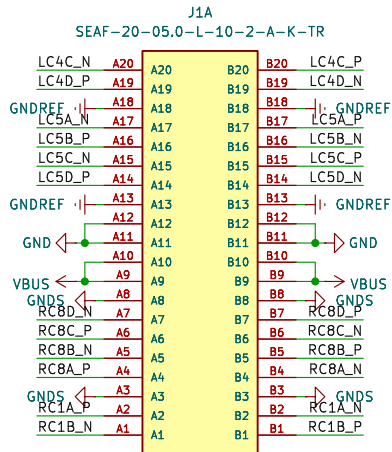 J1A
SEAF-20-05.0-L-10-2-A-K-TR
LC4C_N A20 A20 B20 B20 LC4C_P
LC4D_P A19 A19 B19 B19 LC4D_N
GNDREF A18 A18 B18 B18 GNDREF
LC5A_N A17 A17 B17 B17 LC5A_P
LC5B_P A16 A16 B16 B16 LC5B_N
LC5C_N A15 A15 B15 B15 LC5C_P
LC5D_P A14 A14 B14 B14 LC5D_N
GNDREF A13 A13 B13 B13 GNDREF
A12 A12 B12 B12
GND A11 A11 B11 B11 GND
A10 A10 B10 B10
VBUS A9 A9 B9 B9 VBUS
GNDS A8 A8 B8 B8 GNDS
RC8D_N A7 A7 B7 B7 RC8D_P
RC8C_P A6 A6 B6 B6 RC8C_N
RC8B_N A5 A5 B5 B5 RC8B_P
RC8A_P A4 A4 B4 B4 RC8A_N
GNDS A3 A3 B3 B3 GNDS
RC1A_P A2 A2 B2 B2 RC1A_N
RC1B_N A1 A1 B1 B1 RC1B_P